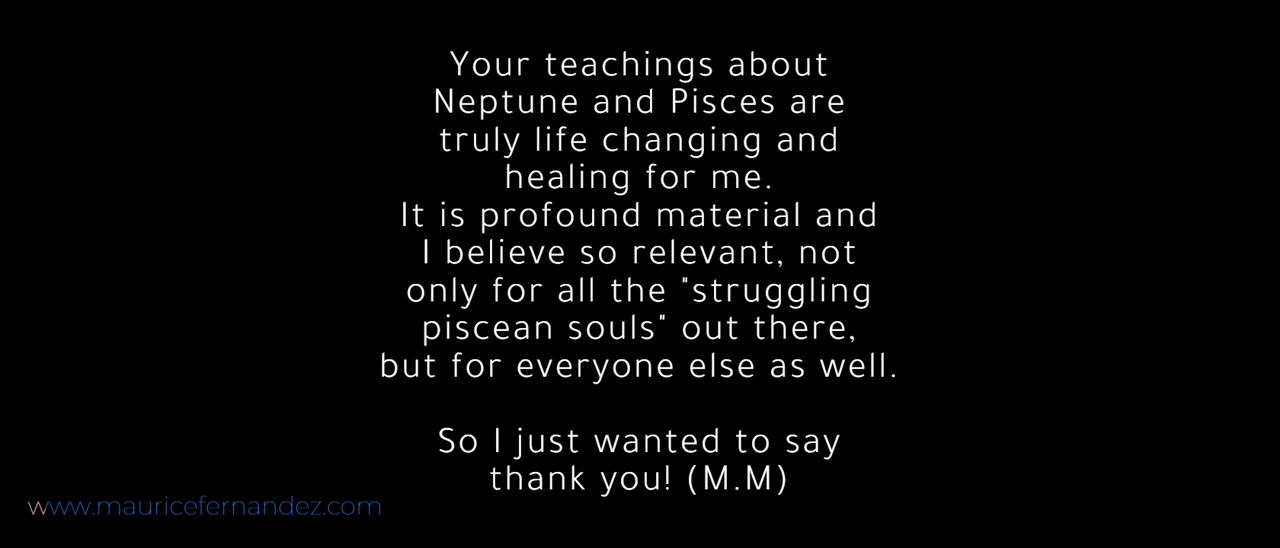 Your teachings about
Neptune and Pisces are
truly life changing and
healing for me.
It is profound material and
I believe so relevant, not
only for all the "struggling
piscean souls" out there,
but for everyone else as well.
So I just wanted to say
thank you! (M.M)
www.mauricefernandez.com